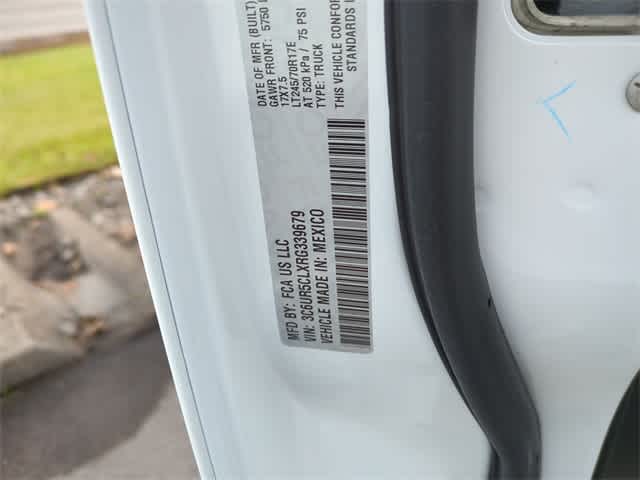 MFD BY: FCA US LLC
DATE OF MFR (BUILT)
GAWR FRONT: 5750
17X7.5
LT245/70R17E
AT 520 kPa / 75 PSI
TYPE: TRUCK
THIS VEHICLE CONFOR
STANDARDS
VIN: 3C6UR5CLXRG339679
VEHICLE MADE IN: MEXICO